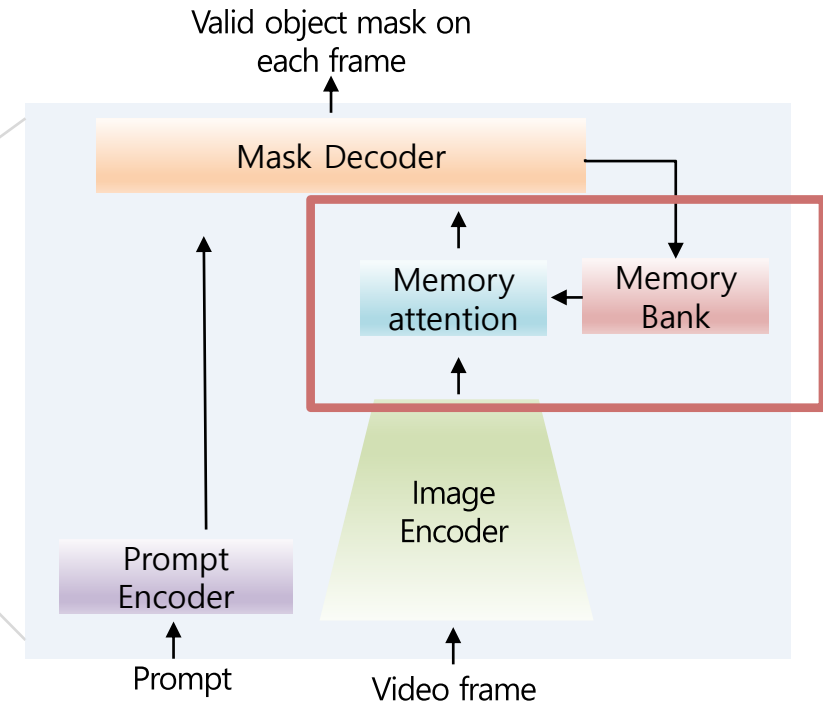 Valid object mask on
each frame
Mask Decoder
Memory
attention
Memory
Bank
Image
Encoder
Prompt
Encoder
Prompt
Video frame